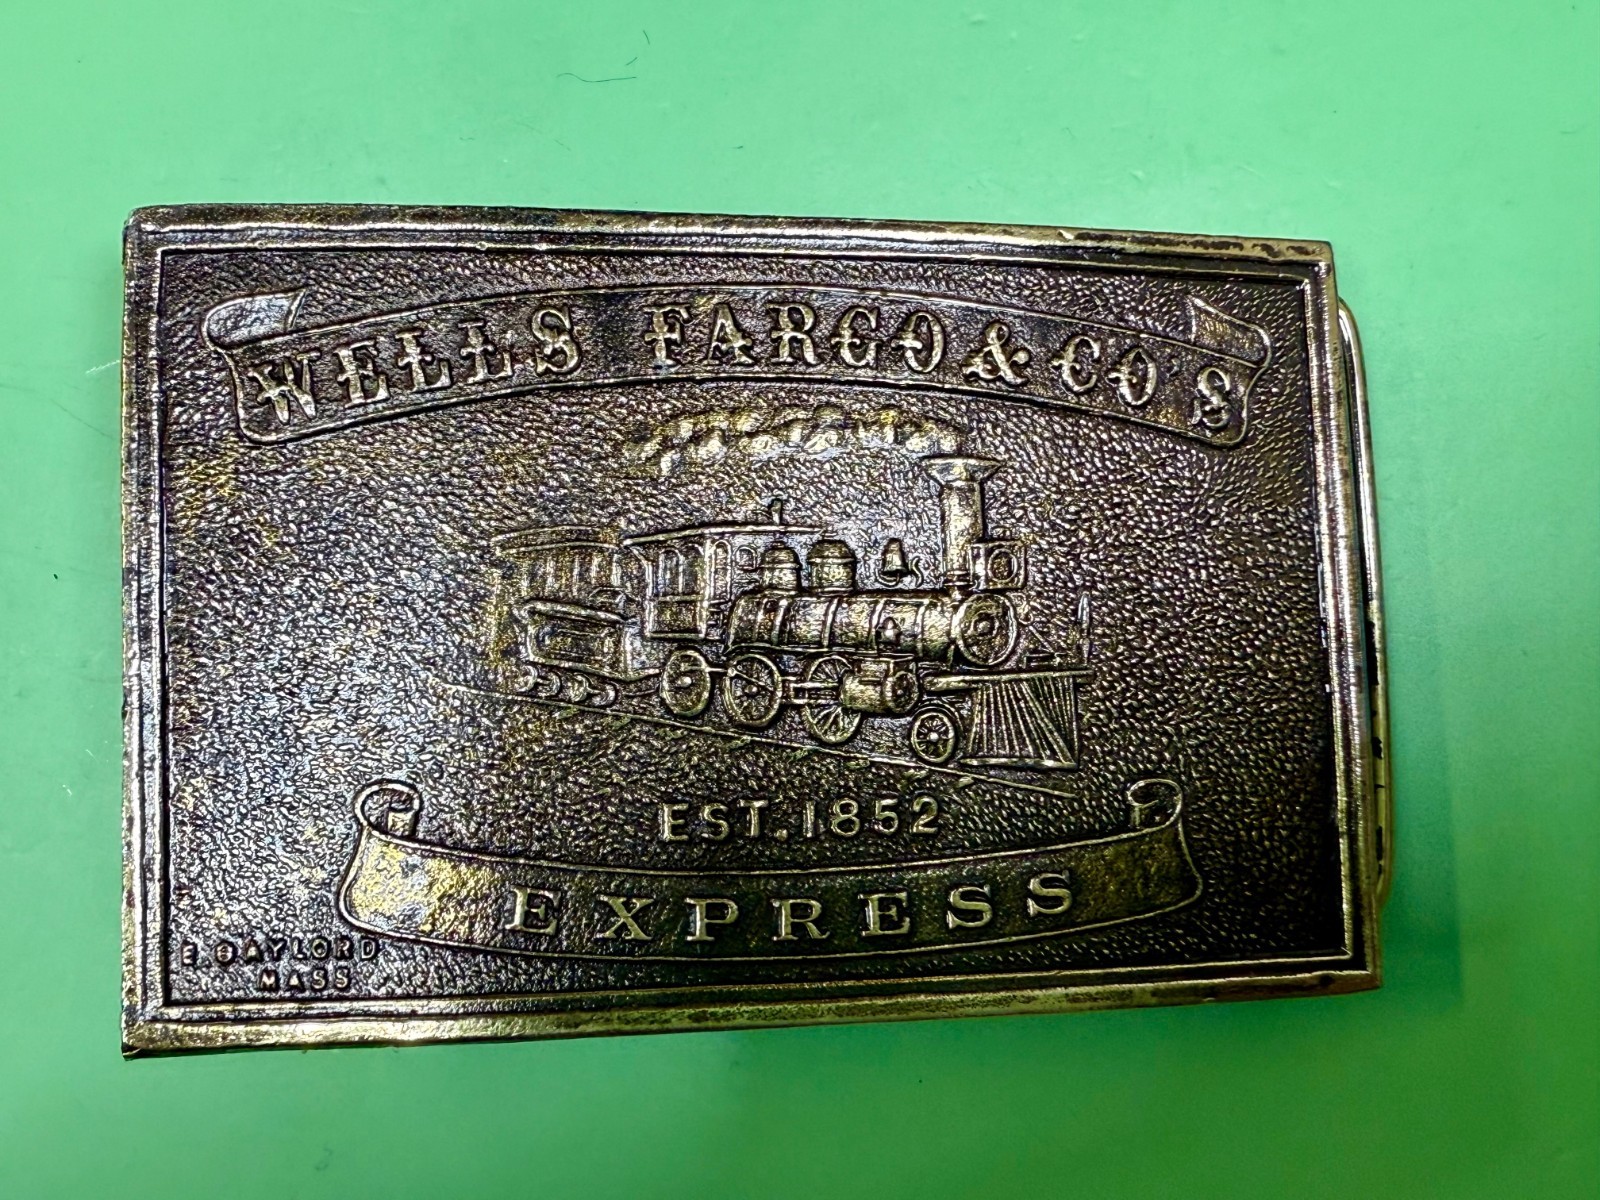 WELLS FARGO & CO'S
EST. 1852
EXPRESS
E. GAYLORD
MASS